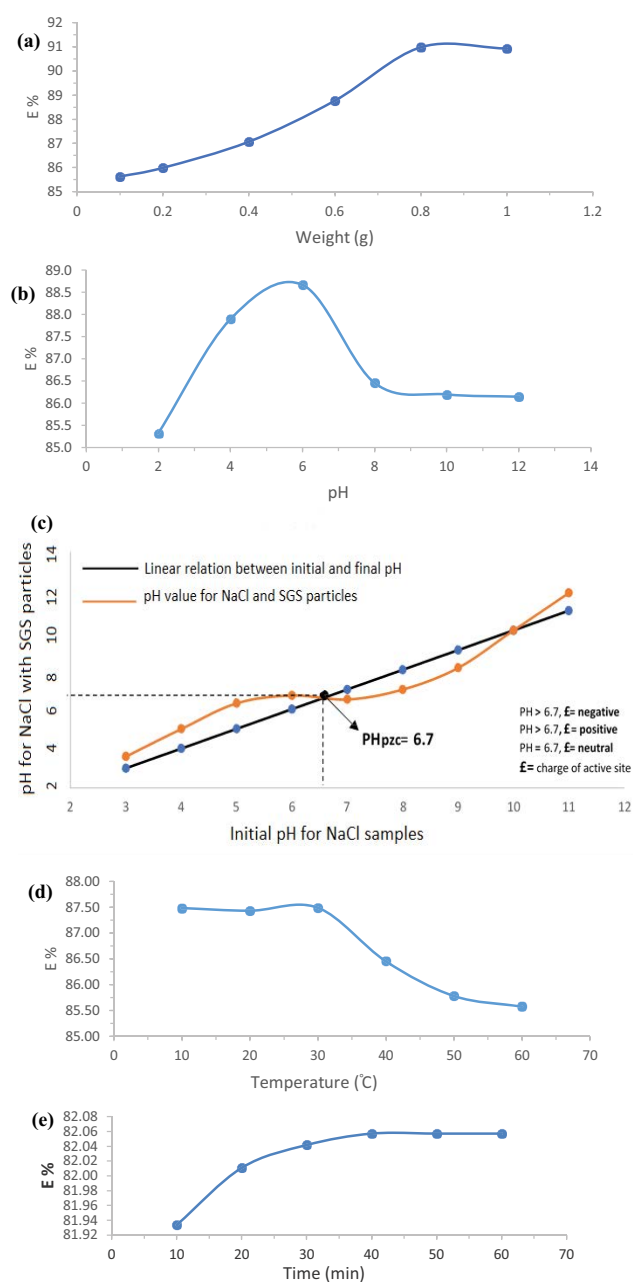 (a)
92
91
90
89
88
87
86
85
E %
0 0.2 0.4 0.6 0.8 1 1.2
Weight (g)
(b)
89.0
88.5
88.0
87.5
87.0
86.5
86.0
85.5
85.0
E %
0 2 4 6 8 10 12 14
pH
(c)
pH for NaCl with SGS particles
14
12
10
8
6
4
2
Linear relation between initial and final pH
pH value for NaCl and SGS particles
PHpzc= 6.7
PH > 6.7, £= negative
PH > 6.7, £= positive
PH = 6.7, £= neutral
£= charge of active site
2 3 4 5 6 7 8 9 10 11 12
Initial pH for NaCl samples
(d)
88.00
87.50
87.00
86.50
86.00
85.50
85.00
E %
0 10 20 30 40 50 60 70
Temperature (℃)
(e)
82.08
82.06
82.04
82.02
82.00
81.98
81.96
81.94
81.92
E %
0 10 20 30 40 50 60 70
Time (min)